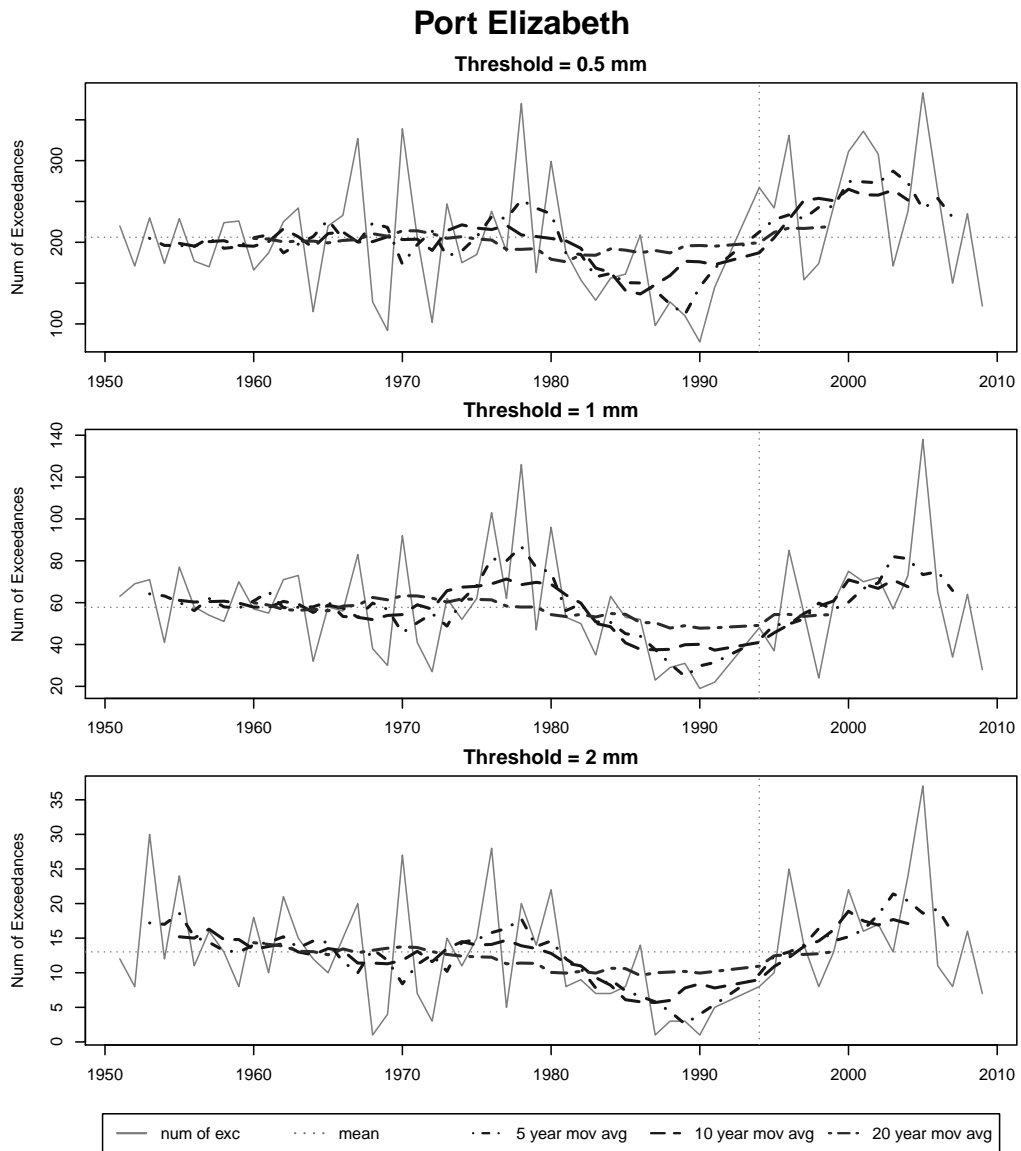 Port Elizabeth
Threshold = 0.5 mm
Num of Exceedances
100
200
300
1950 1960 1970 1980 1990 2000 2010
Threshold = 1 mm
Num of Exceedances
20
40
60
80
100
120
140
1950 1960 1970 1980 1990 2000 2010
Threshold = 2 mm
Num of Exceedances
0
5
10
15
20
25
30
35
1950 1960 1970 1980 1990 2000 2010
num of exc mean 5 year mov avg 10 year mov avg 20 year mov avg